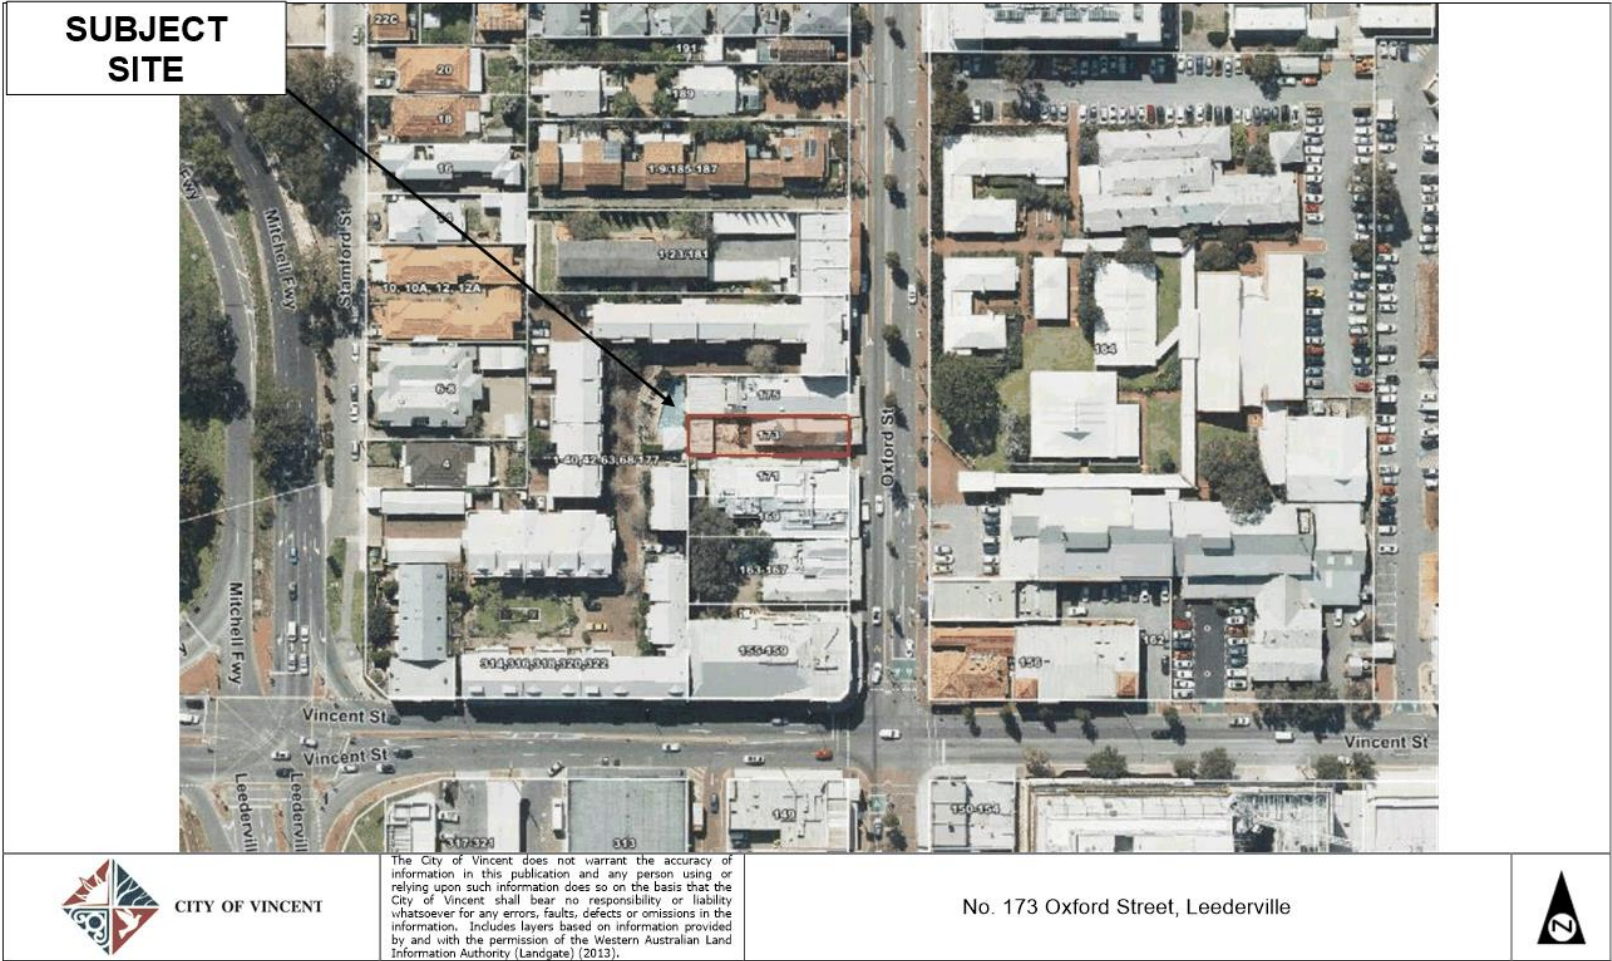 SUBJECT
SITE
22C
191
20
189
18
16
1-9,185-187
14
Mitchell Fwy
Stamford St
1-23/181
10, 10A, 12, 12A
164
6-8
175
173
Oxford St
4
1-40,42-63,68-177
171
169
163-167
Mitchell Fwy
155-159
162
314,316,318,320,322
156
Vincent St
Vincent St
Vincent St
Leedervill
Leedervill
149
150-154
317-321
313
CITY OF VINCENT
The City of Vincent does not warrant the accuracy of
information in this publication and any person using or
relying upon such information does so on the basis that the
City of Vincent shall bear no responsibility or liability
whatsoever for any errors, faults, defects or omissions in the
information. Includes layers based on information provided
by and with the permission of the Western Australian Land
Information Authority (Landgate) (2013).
No. 173 Oxford Street, Leederville
N